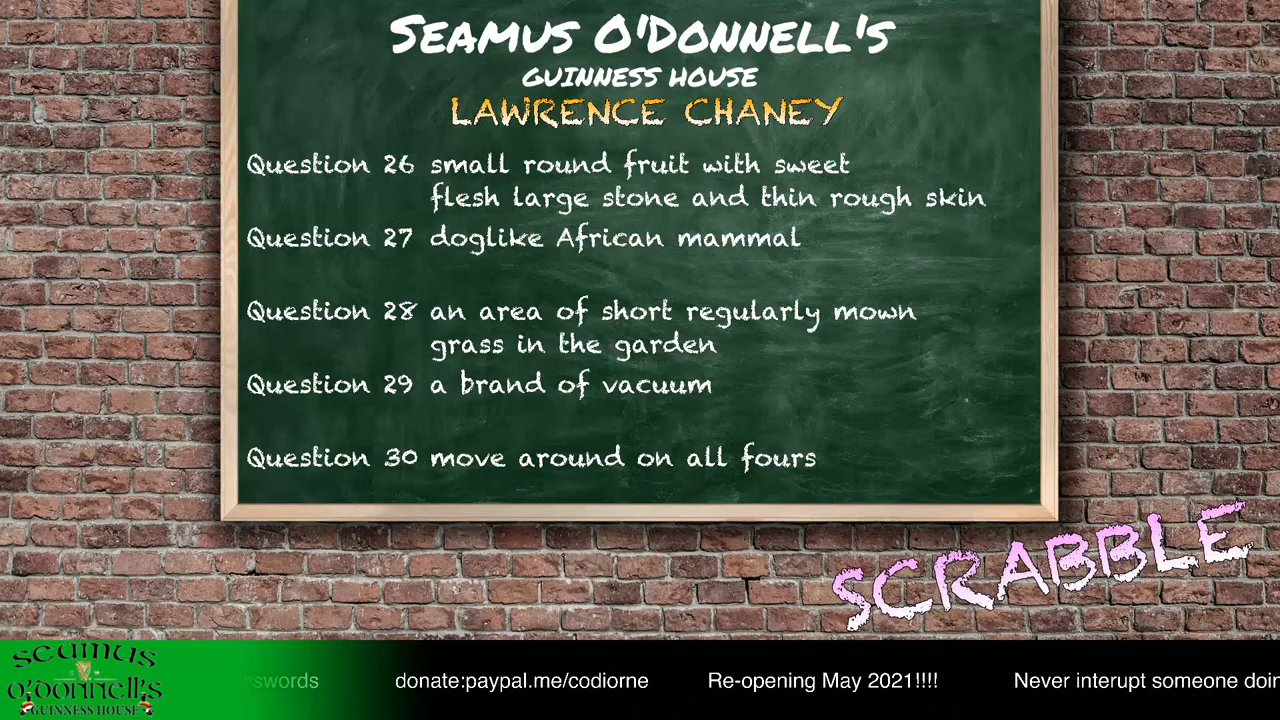 SEAMUS O'DONNELL'S
GUINNESS HOUSE
LAWRENCE CHANEY
Question 26 small round fruit with sweet
flesh large stone and thin rough skin
Question 27 doglike African mammal
Question 28 an area of short regularly mown
grass in the garden
Question 29 a brand of vacuum
Question 30 move around on all fours
SCRABBLE
seamus
o'donnell's
GUINNESS HOUSE
swords donate:paypal.me/codiorne Re-opening May 2021!!!! Never interupt someone doin